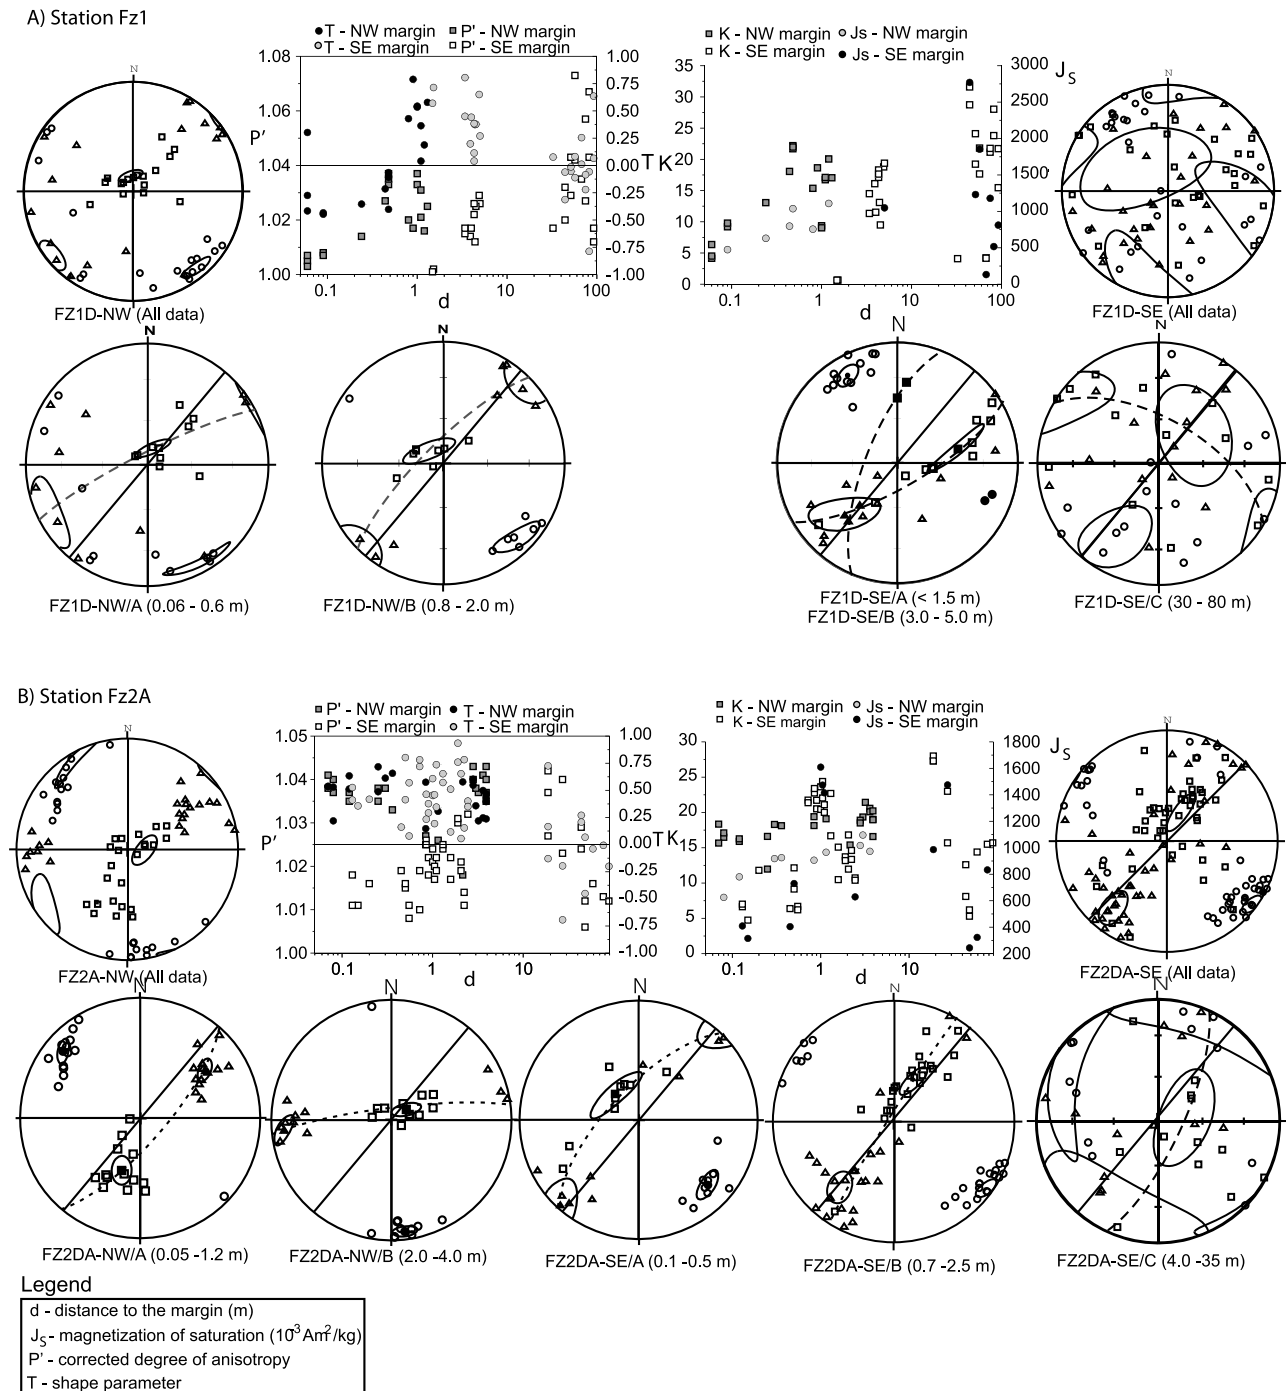 A) Station Fz1
T - NW margin P' - NW margin
T - SE margin P' - SE margin
K - NW margin Js - NW margin
K - SE margin Js - SE margin
N
FZ1D-NW (All data)
P'
1.08
1.06
1.04
1.02
1.00
1.00
0.75
0.50
0.25
0.00
-0.25
-0.50
-0.75
-1.00
T
0.1 1 10 100
d
K
35
30
25
20
15
10
5
0
3000
2500
2000
1500
1000
500
0
JS
0.1 1 10 100
d
N
FZ1D-SE (All data)
N
FZ1D-NW/A (0.06 - 0.6 m)
N
FZ1D-NW/B (0.8 - 2.0 m)
N
FZ1D-SE/A (< 1.5 m)
FZ1D-SE/B (3.0 - 5.0 m)
N
FZ1D-SE/C (30 - 80 m)
B) Station Fz2A
P' - NW margin T - NW margin
P' - SE margin T - SE margin
K - NW margin Js - NW margin
K - SE margin Js - SE margin
N
FZ2A-NW (All data)
P'
1.05
1.04
1.03
1.02
1.01
1.00
1.00
0.75
0.50
0.25
0.00
-0.25
-0.50
-0.75
-1.00
T
0.1 1 10
d
K
30
25
20
15
10
5
0
1800
1600
1400
1200
1000
800
600
400
200
JS
0.1 1 10
d
N
FZ2DA-SE (All data)
N
FZ2DA-NW/A (0.05 -1.2 m)
N
FZ2DA-NW/B (2.0 -4.0 m)
N
FZ2DA-SE/A (0.1 -0.5 m)
N
FZ2DA-SE/B (0.7 -2.5 m)
N
FZ2DA-SE/C (4.0 -35 m)
Legend
d - distance to the margin (m)
JS - magnetization of saturation (10-3 Am2/kg)
P' - corrected degree of anisotropy
T - shape parameter